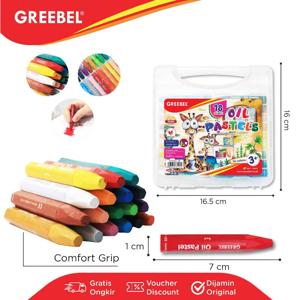 GREEBEL®
GREEBEL
18
OIL
PASTELS
3+
16 cm
16.5 cm
Comfort Grip
1 cm
Oil Pastel
GREEBEL
7 cm
Gratis
Ongkir
Voucher
Discount
Dijamin
Original